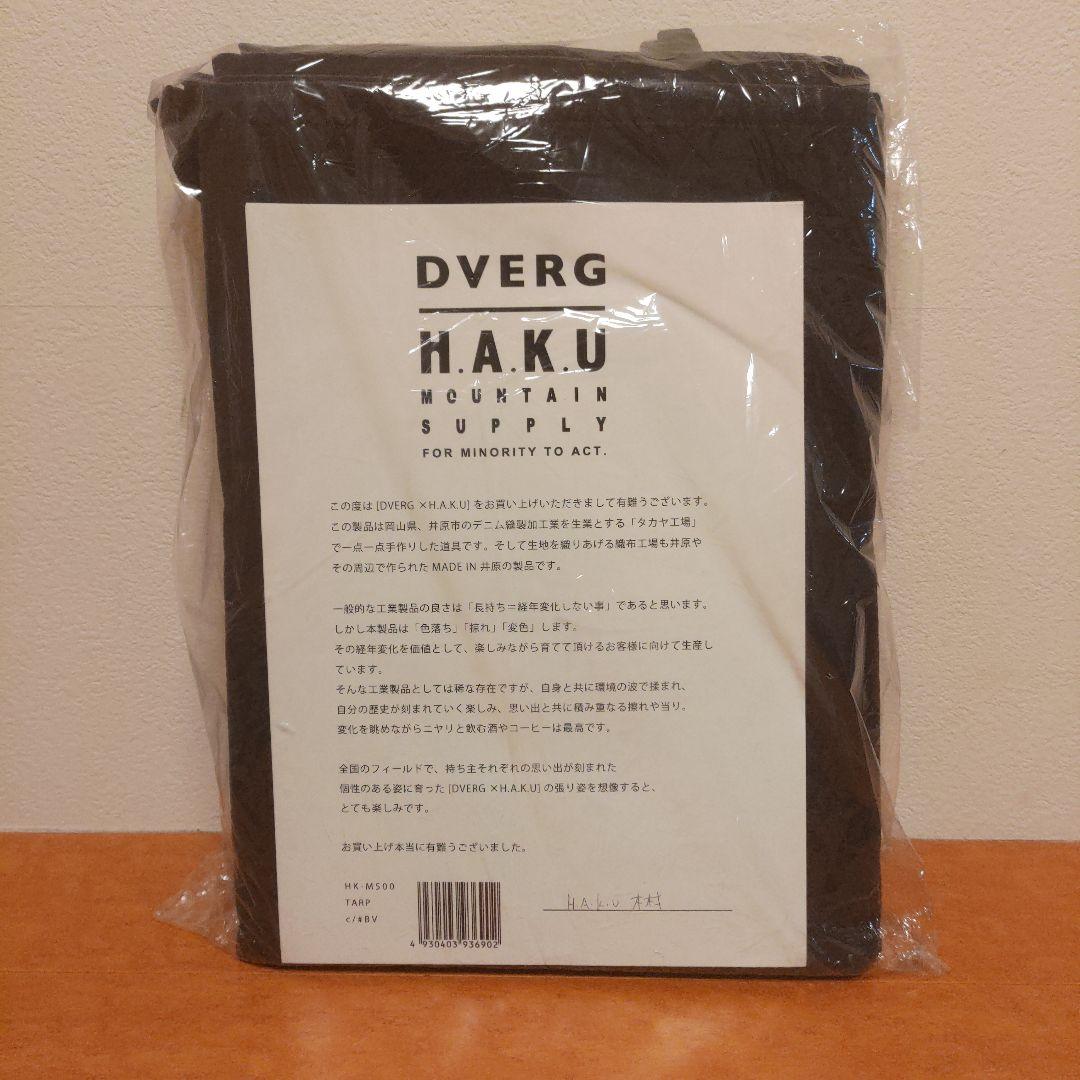 DVERG
H.A.K.U
MOUNTAIN
SUPPLY
FOR MINORITY TO ACT.
この度は [DVERG ×H.A.K.U] をお買い上げいただきまして有難うございます。
この製品は岡山県、井原市のデニム縫製加工業を生業とする「タカヤ工場」
で一点一点手作りした道具です。そして生地を織りあげる織布工場も井原や
その周辺で作られた MADE IN 井原の製品です。
一般的な工業製品の良さは「長持ち＝経年変化しない事」であると思います。
しかし本製品は「色落ち」「擦れ」「変色」します。
その経年変化を価値として、楽しみながら育てて頂けるお客様に向けて生産し
ています。
そんな工業製品としては稀な存在ですが、自身と共に環境の波で揉まれ、
自分の歴史が刻まれていく楽しみ、思い出と共に積み重なる擦れや当り。
変化を眺めながらニヤリと飲む酒やコーヒーは最高です。
全国のフィールドで、持ち主それぞれの思い出が刻まれた
個性のある姿に育った [DVERG ×H.A.K.U] の張り姿を想像すると、
とても楽しみです。
お買い上げ本当に有難うございました。
HK-M500
TARP
c/#BV
4 930403 936902
H.A.K.U 木村